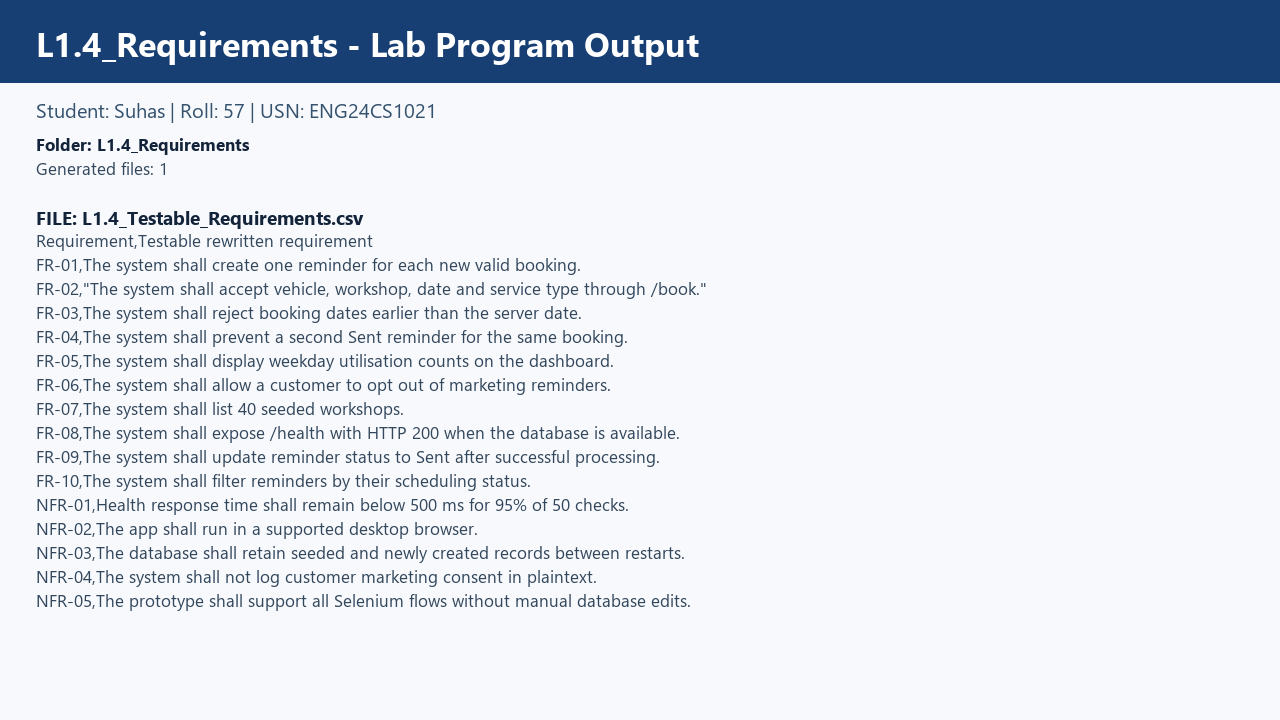 L1.4_Requirements - Lab Program Output
Student: Suhas | Roll: 57 | USN: ENG24CS1021
Folder: L1.4_Requirements
Generated files: 1
FILE: L1.4_Testable_Requirements.csv
Requirement,Testable rewritten requirement
FR-01,The system shall create one reminder for each new valid booking.
FR-02,"The system shall accept vehicle, workshop, date and service type through /book."
FR-03,The system shall reject booking dates earlier than the server date.
FR-04,The system shall prevent a second Sent reminder for the same booking.
FR-05,The system shall display weekday utilisation counts on the dashboard.
FR-06,The system shall allow a customer to opt out of marketing reminders.
FR-07,The system shall list 40 seeded workshops.
FR-08,The system shall expose /health with HTTP 200 when the database is available.
FR-09,The system shall update reminder status to Sent after successful processing.
FR-10,The system shall filter reminders by their scheduling status.
NFR-01,Health response time shall remain below 500 ms for 95% of 50 checks.
NFR-02,The app shall run in a supported desktop browser.
NFR-03,The database shall retain seeded and newly created records between restarts.
NFR-04,The system shall not log customer marketing consent in plaintext.
NFR-05,The prototype shall support all Selenium flows without manual database edits.